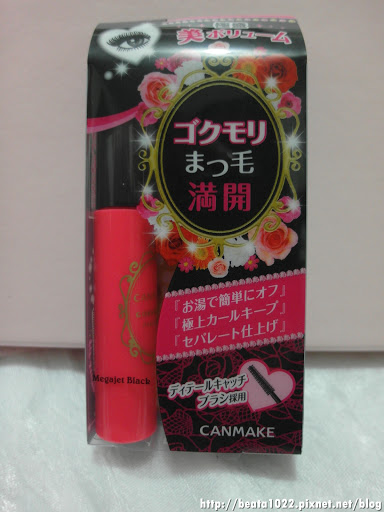 美ボリューム
ゴクモリ
まつ毛
満開
『お湯で簡単にオフ』
『極上カールキープ』
『セパレート仕上げ』
ディテールキャッチ
ブラシ採用
CANMAKE
Megajet Black
http://beata1022.pixnet.net/blog